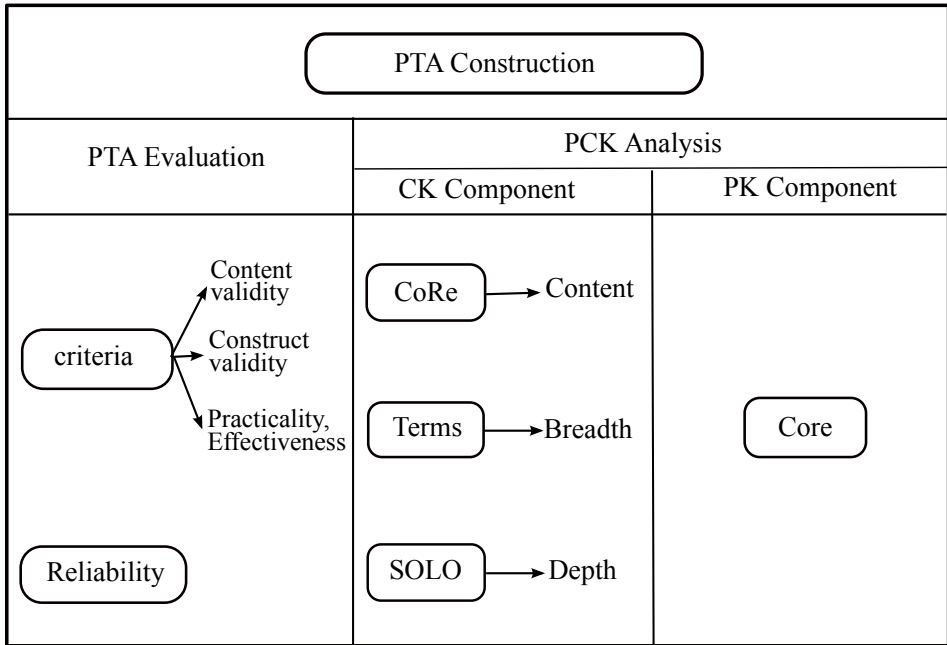 PTA Construction
PTA Evaluation
PCK Analysis
CK Component
PK Component
criteria
Content
validity
Construct
validity
Practicality,
Effectiveness
Reliability
CoRe
Content
Terms
Breadth
SOLO
Depth
Core